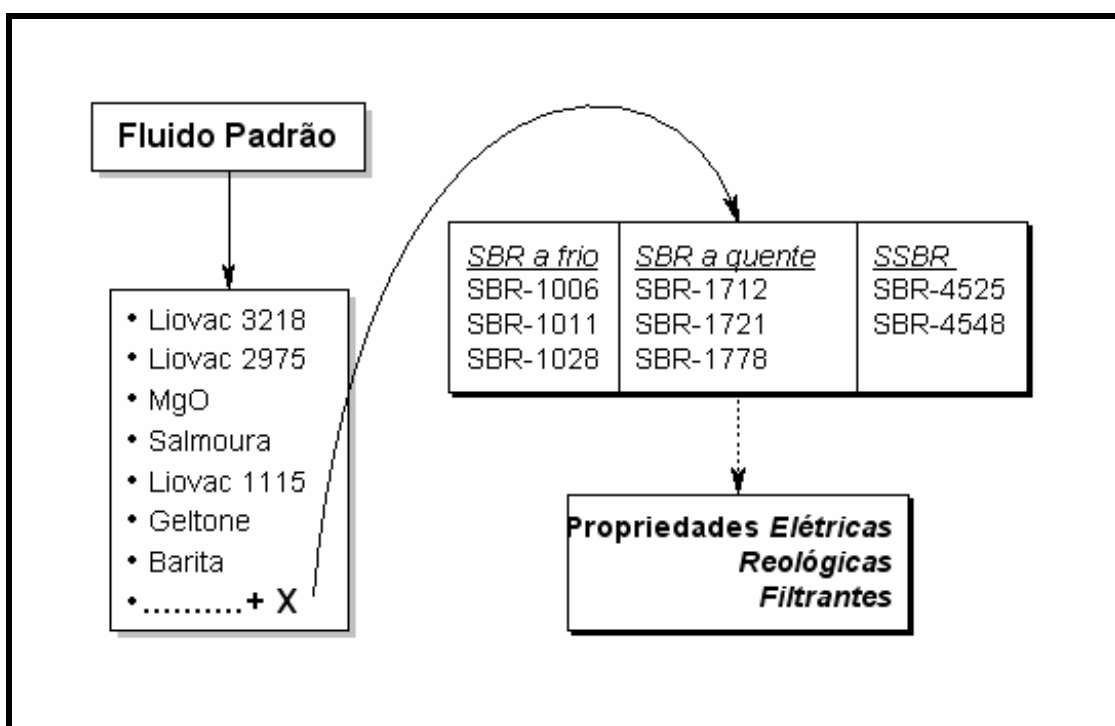 Fluido Padrão
• Liovac 3218
• Liovac 2975
• MgO
• Salmoura
• Liovac 1115
• Geltone
• Barita
•..........+ X
SBR a frio
SBR-1006
SBR-1011
SBR-1028
SBR a quente
SBR-1712
SBR-1721
SBR-1778
SSBR
SBR-4525
SBR-4548
Propriedades Elétricas
Reológicas
Filtrantes